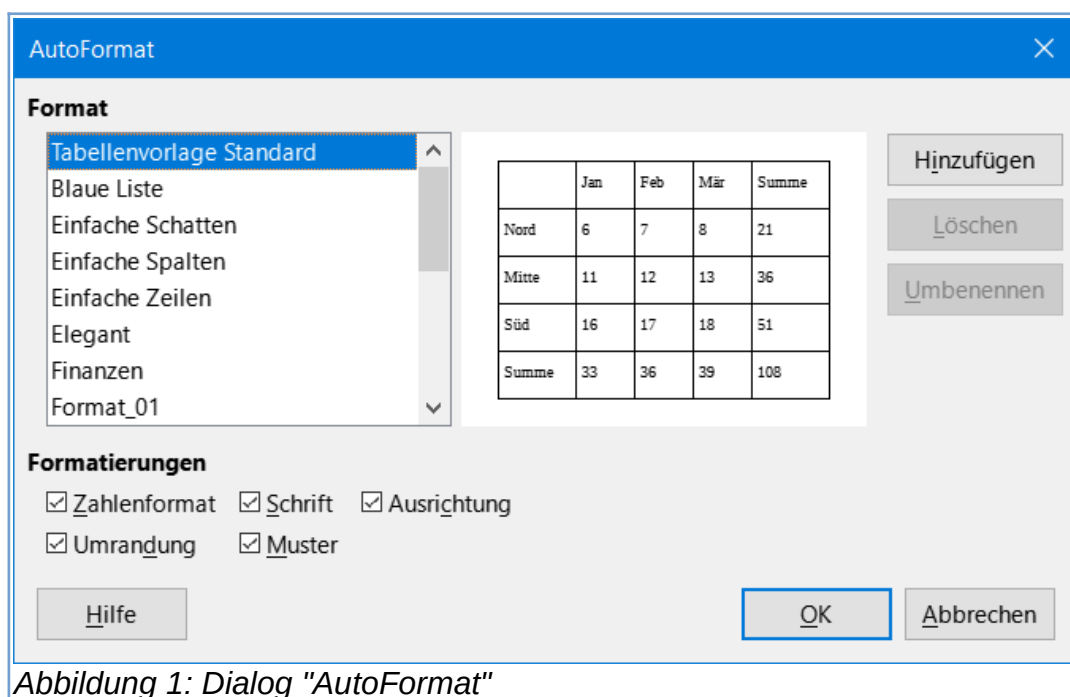 AutoFormat
Format
Tabellenvorlage Standard
Blaue Liste
Einfache Schatten
Einfache Spalten
Einfache Zeilen
Elegant
Finanzen
Format_01
Jan Feb Mär Summe
Nord 6 7 8 21
Mitte 11 12 13 36
Süd 16 17 18 51
Summe 33 36 39 108
Hinzufügen
Löschen
Umbenennen
Formatierungen
Zahlenformat Schrift Ausrichtung
Umrandung Muster
Hilfe OK Abbrechen
Abbildung 1: Dialog "AutoFormat"